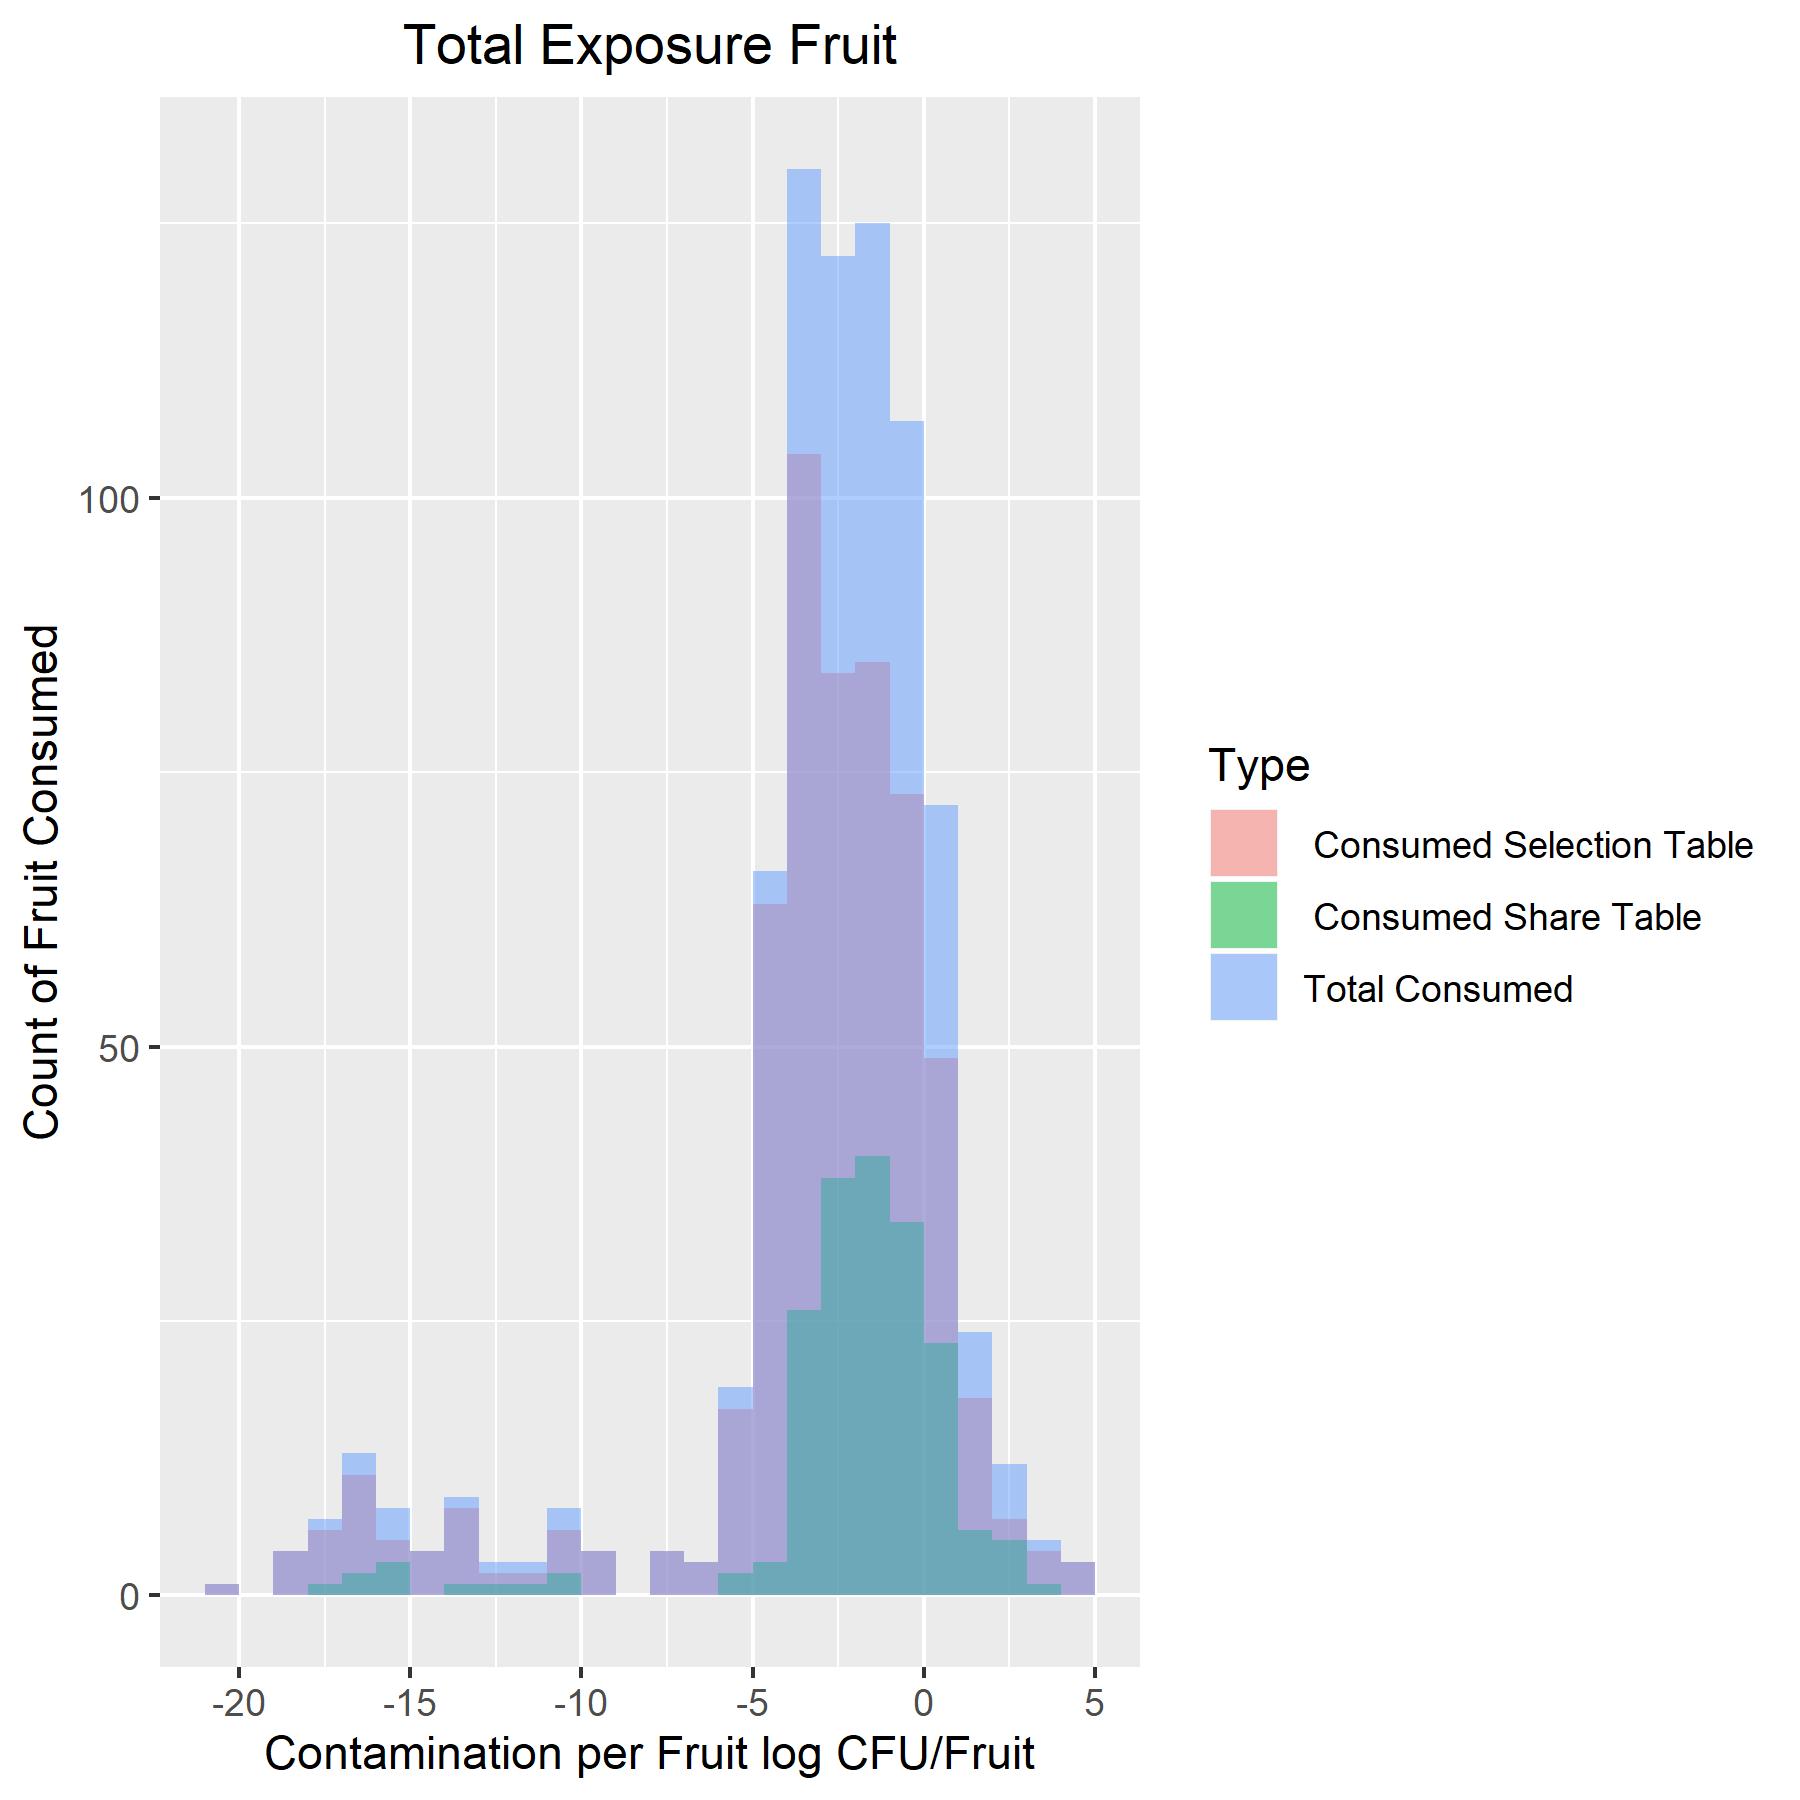 Total Exposure Fruit
Count of Fruit Consumed
100
50
0
-20 -15 -10 -5 0 5
Contamination per Fruit log CFU/Fruit
Type
Consumed Selection Table
Consumed Share Table
Total Consumed